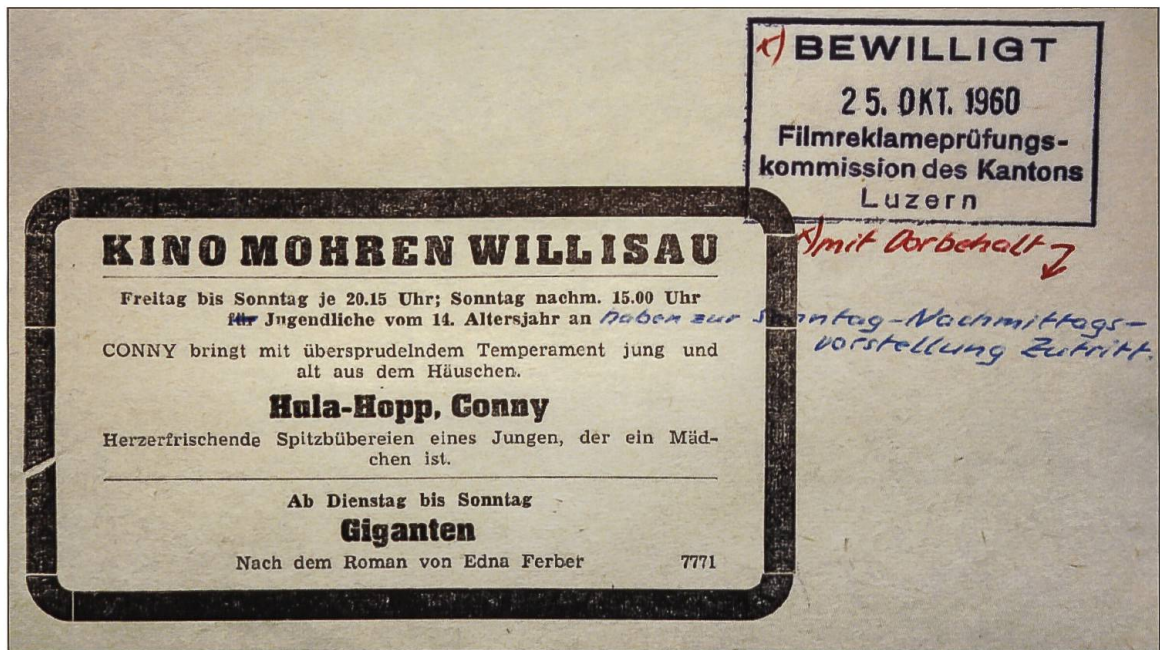 x) BEWILLIGT
25. OKT. 1960
Filmreklameprüfungs-
kommission des Kantons
Luzern
x) mit Vorbehalt
KINO MOHREN WILLISAU
Freitag bis Sonntag je 20.15 Uhr; Sonntag nachm. 15.00 Uhr
für Jugendliche vom 14. Altersjahr an haben zur Sonntag-Nachmittags-
vorstellung Zutritt.
CONNY bringt mit übersprudelndem Temperament jung und
alt aus dem Häuschen.
Hula-Hopp, Conny
Herzerfrischende Spitzbübereien eines Jungen, der ein Mäd-
chen ist.
Ab Dienstag bis Sonntag
Giganten
Nach dem Roman von Edna Ferber 7771